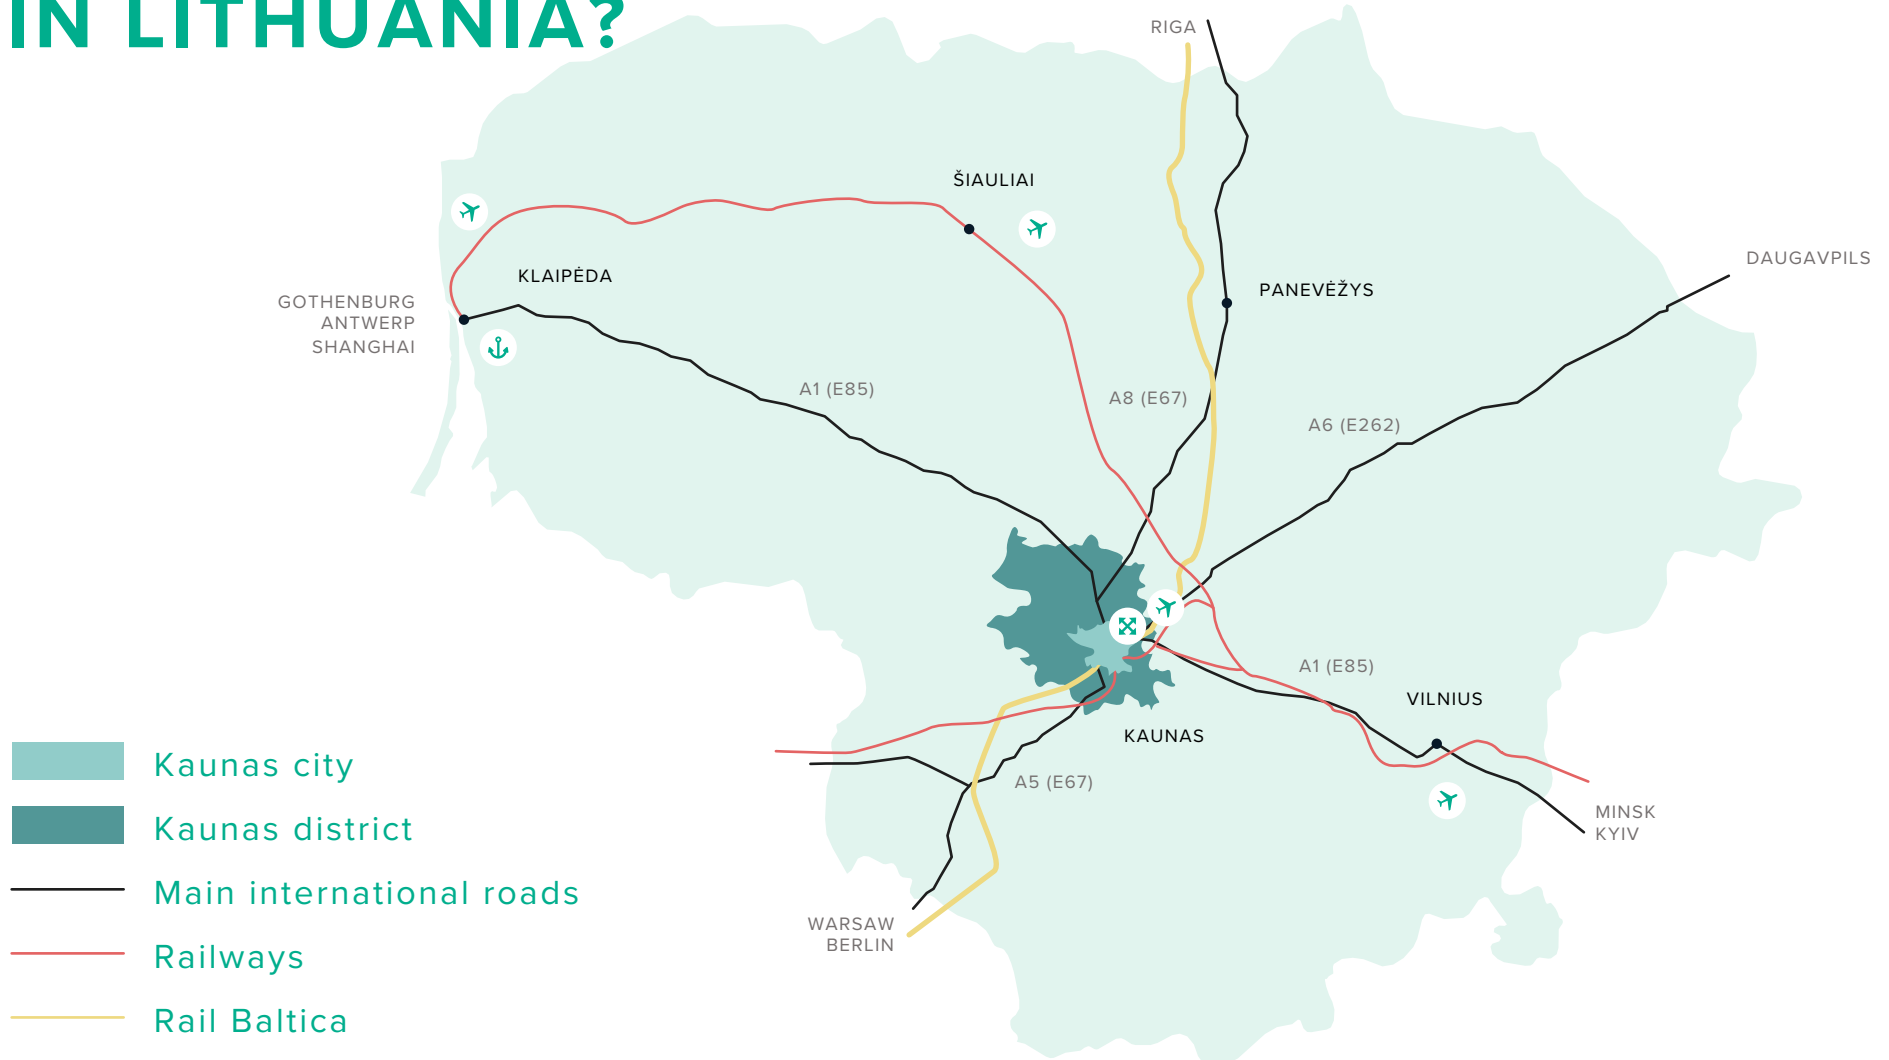 IN LITHUANIA?
RIGA
ŠIAULIAI
DAUGAVPILS
KLAIPĖDA
PANEVĖŽYS
GOTHENBURG
ANTWERP
SHANGHAI
A1 (E85)
A8 (E67)
A6 (E262)
A1 (E85)
VILNIUS
KAUNAS
A5 (E67)
MINSK
KYIV
WARSAW
BERLIN
Kaunas city
Kaunas district
Main international roads
Railways
Rail Baltica